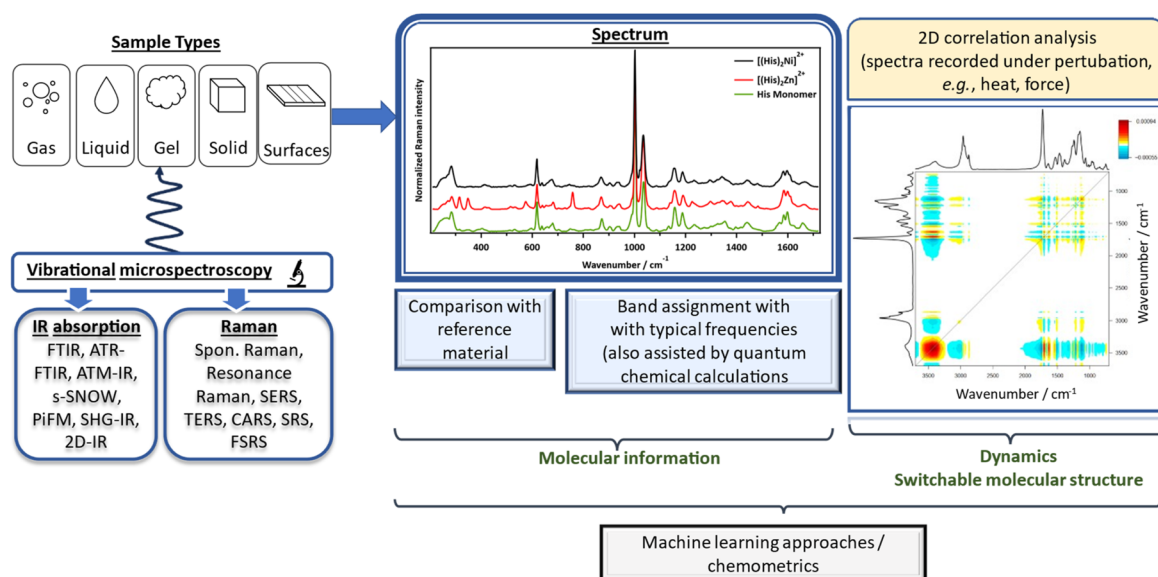 Sample Types
Gas
Liquid
Gel
Solid
Surfaces
Vibrational microspectroscopy
IR absorption
FTIR, ATR-
FTIR, ATM-IR,
s-SNOW,
PiFM, SHG-IR,
2D-IR
Raman
Spon. Raman,
Resonance
Raman, SERS,
TERS, CARS, SRS,
FSRS
Spectrum
Normalized Raman intensity
[(His)₂Ni]²⁺
[(His)₂Zn]²⁺
His Monomer
400 600 800 1000 1200 1400 1600
Wavenumber / cm⁻¹
Comparison with
reference
material
Band assignment with
with typical frequencies
(also assisted by quantum
chemical calculations
Molecular information
2D correlation analysis
(spectra recorded under pertubation,
e.g., heat, force)
0.00094
-0.00055
1000
1500
2000
2500
3000
3500
Wavenumber / cm⁻¹
3500 3000 2500 2000 1500 1000
Wavenumber / cm⁻¹
Dynamics
Switchable molecular structure
Machine learning approaches /
chemometrics